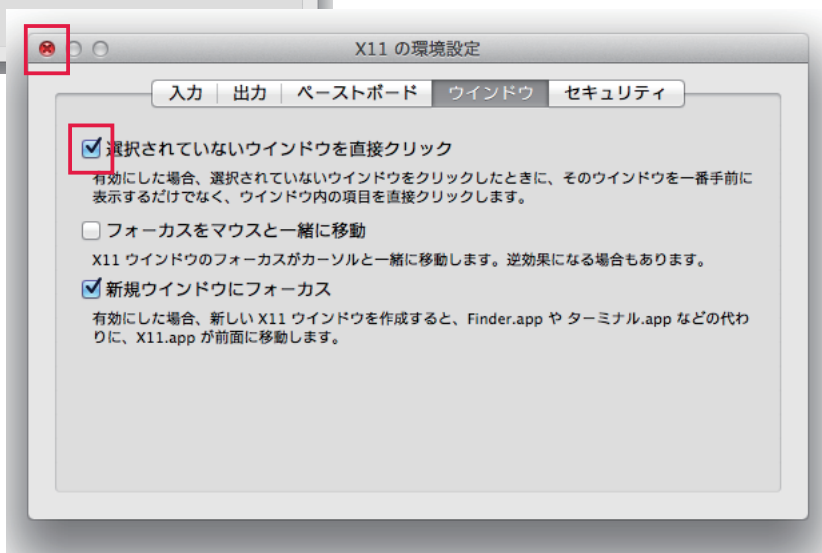 X11 の環境設定
入力 出力 ペーストボード ウインドウ セキュリティ
選択されていないウインドウを直接クリック
有効にした場合、選択されていないウインドウをクリックしたときに、そのウインドウを一番手前に
表示するだけでなく、ウインドウ内の項目を直接クリックします。
フォーカスをマウスと一緒に移動
X11 ウインドウのフォーカスがカーソルと一緒に移動します。逆効果になる場合もあります。
新規ウインドウにフォーカス
有効にした場合、新しい X11 ウインドウを作成すると、Finder.app や ターミナル.app などの代わ
りに、X11.app が前面に移動します。